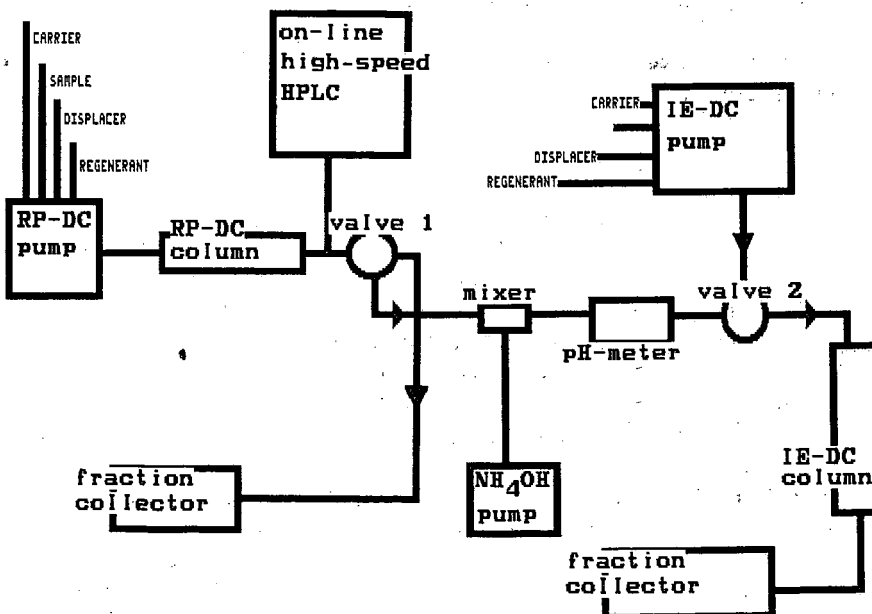 CARRIER
SAMPLE
DISPLACER
REGENERANT
RP-DC
pump
RP-DC
column
on-line
high-speed
HPLC
valve 1
CARRIER
DISPLACER
REGENERANT
IE-DC
pump
mixer
pH-meter
valve 2
NH4OH
pump
IE-DC
column
fraction
collector
fraction
collector